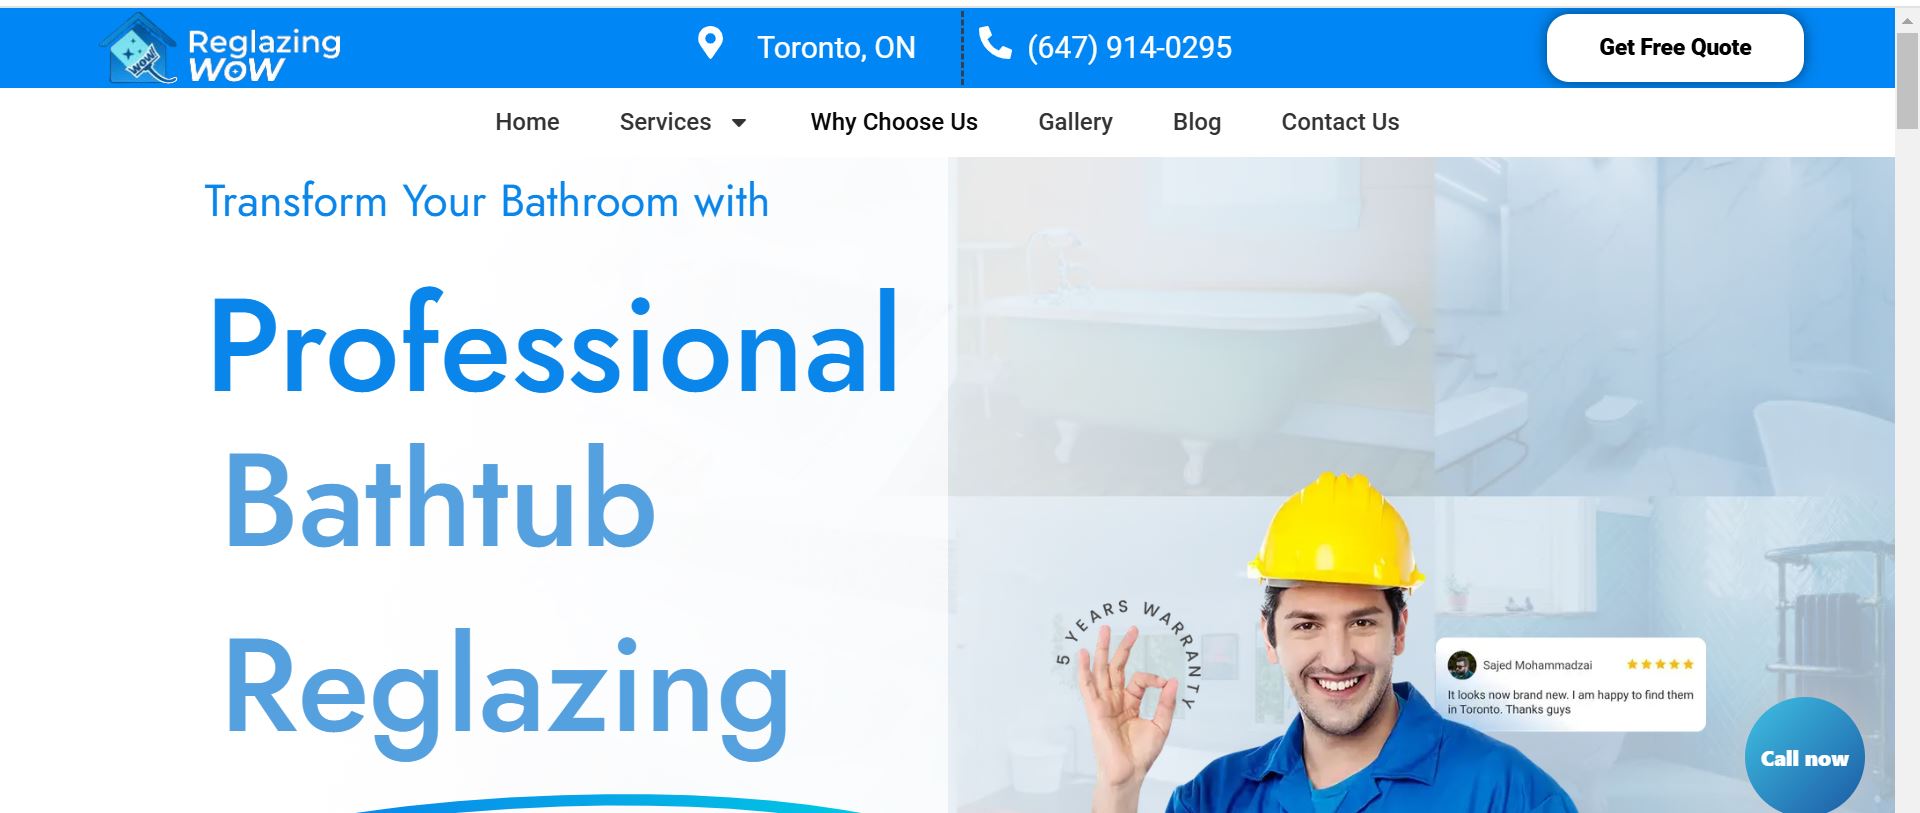 Reglazing
WOW
WOW
Toronto, ON
(647) 914-0295
Get Free Quote
Home
Services
Why Choose Us
Gallery
Blog
Contact Us
Transform Your Bathroom with
Professional
Bathtub
Reglazing
5 YEARS WARRANTY
Sajed Mohammadzai
It looks now brand new. I am happy to find them
in Toronto. Thanks guys
Call now